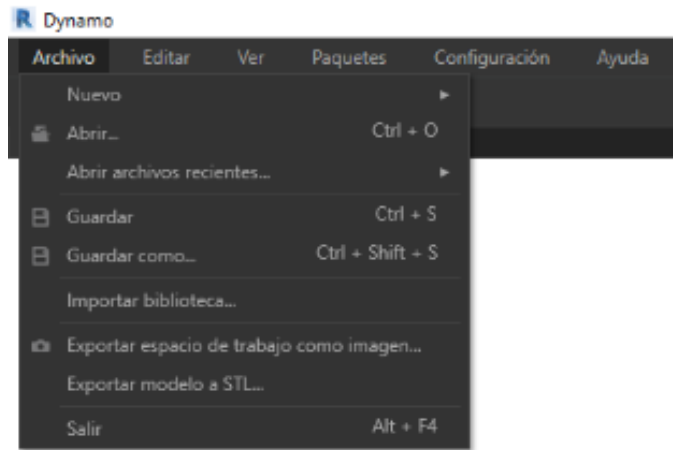 R Dynamo
Archivo Editar Ver Paquetes Configuración Ayuda
Nuevo
Abrir... Ctrl + O
Abrir archivos recientes...
Guardar Ctrl + S
Guardar como... Ctrl + Shift + S
Importar biblioteca...
Exportar espacio de trabajo como imagen...
Exportar modelo a STL...
Salir Alt + F4